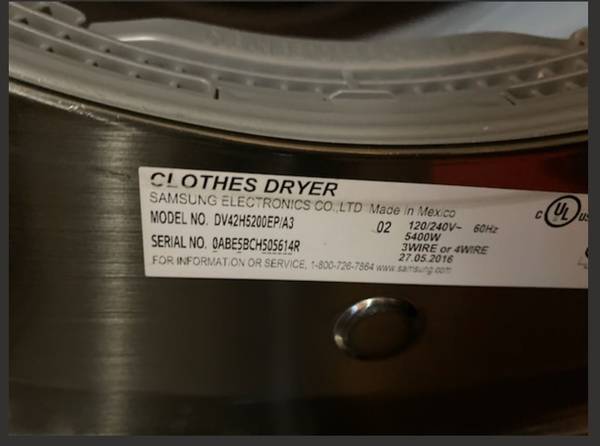 CLOTHES DRYER
SAMSUNG ELECTRONICS CO.,LTD Made in Mexico
MODEL NO. DV42H5200EP/A3 02 120/240V~ 60Hz
5400W
SERIAL NO. 0ABE5BCH505614R 3WIRE or 4WIRE
27.05.2016
FOR INFORMATION OR SERVICE, 1-800-726-7864 www.samsung.com
C UL US